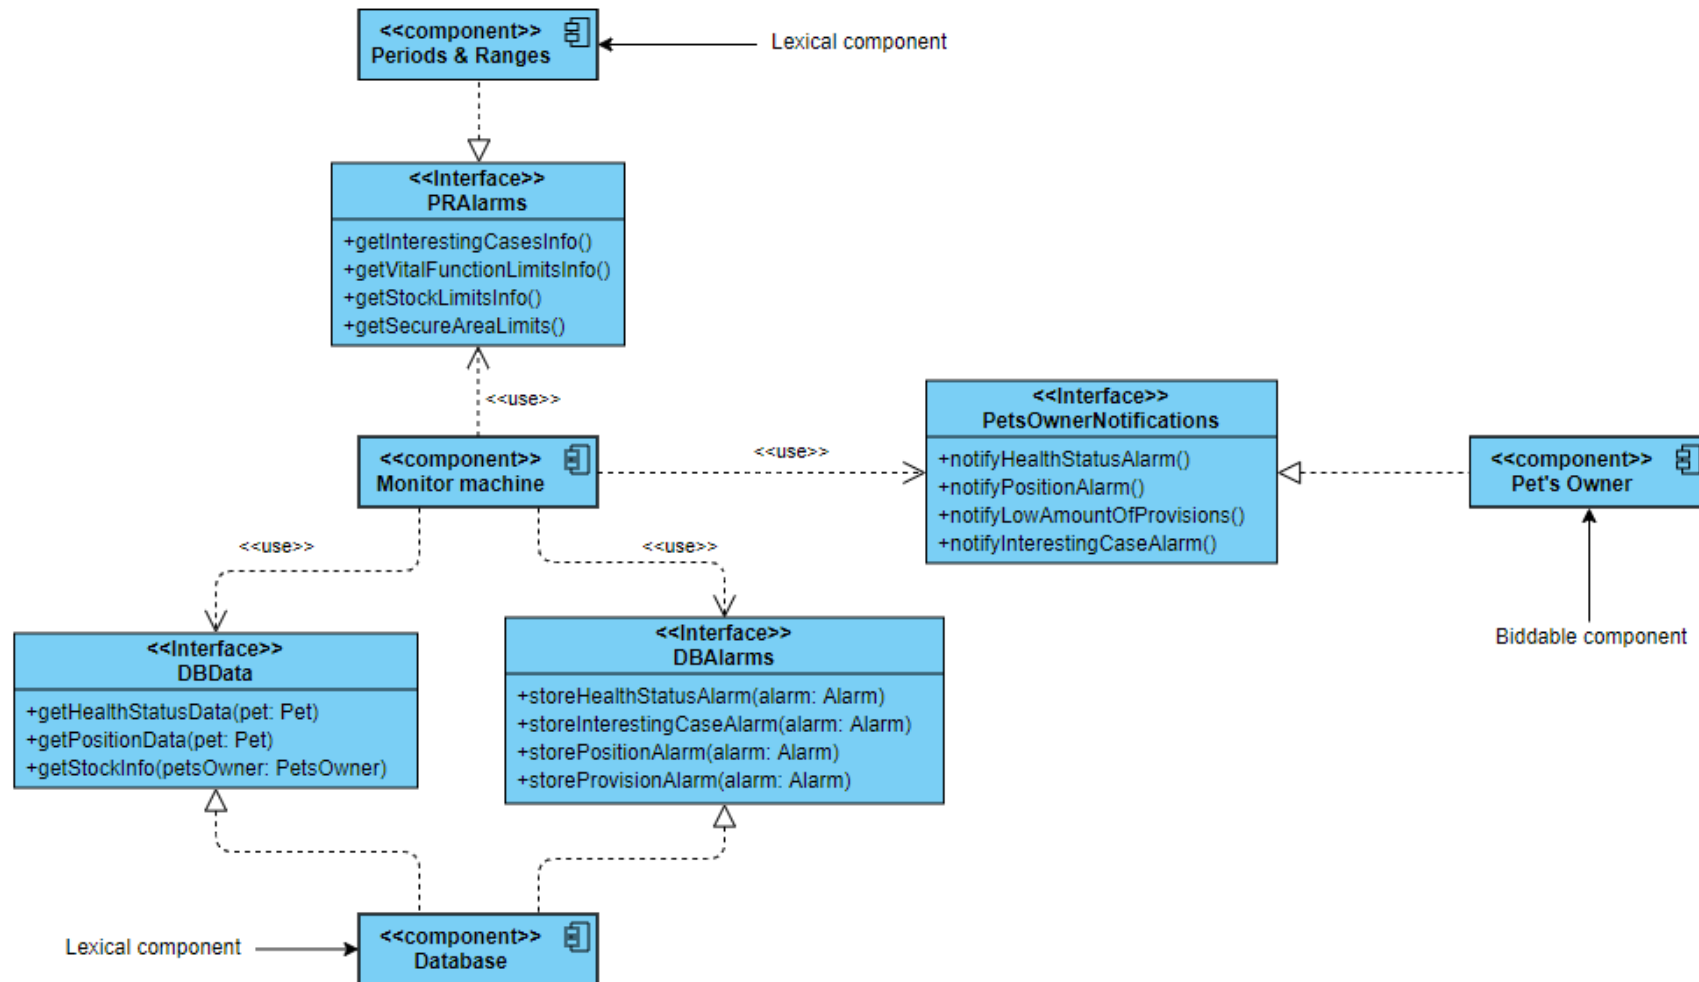 <<component>>
Periods & Ranges
Lexical component
<<Interface>>
PRAlarms
+getInterestingCasesInfo()
+getVitalFunctionLimitsInfo()
+getStockLimitsInfo()
+getSecureAreaLimits()
<<use>>
<<component>>
Monitor machine
<<use>>
<<Interface>>
PetsOwnerNotifications
+notifyHealthStatusAlarm()
+notifyPositionAlarm()
+notifyLowAmountOfProvisions()
+notifyInterestingCaseAlarm()
<<component>>
Pet's Owner
Biddable component
<<use>>
<<use>>
<<Interface>>
DBData
+getHealthStatusData(pet: Pet)
+getPositionData(pet: Pet)
+getStockInfo(petsOwner: PetsOwner)
<<Interface>>
DBAlarms
+storeHealthStatusAlarm(alarm: Alarm)
+storeInterestingCaseAlarm(alarm: Alarm)
+storePositionAlarm(alarm: Alarm)
+storeProvisionAlarm(alarm: Alarm)
Lexical component
<<component>>
Database